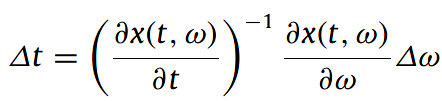 Δt = (∂x(t, ω)/∂t)⁻¹ ∂x(t, ω)/∂ω Δω